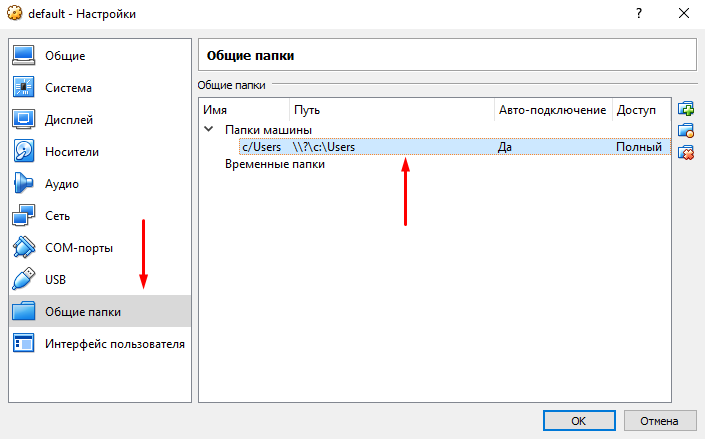 default - Настройки
Общие
Система
Дисплей
Носители
Аудио
Сеть
COM-порты
USB
Общие папки
Интерфейс пользователя
Общие папки
Общие папки
Имя Путь Авто-подключение Доступ
Папки машины
c/Users \\?\c:\Users Да Полный
Временные папки
OK Отмена